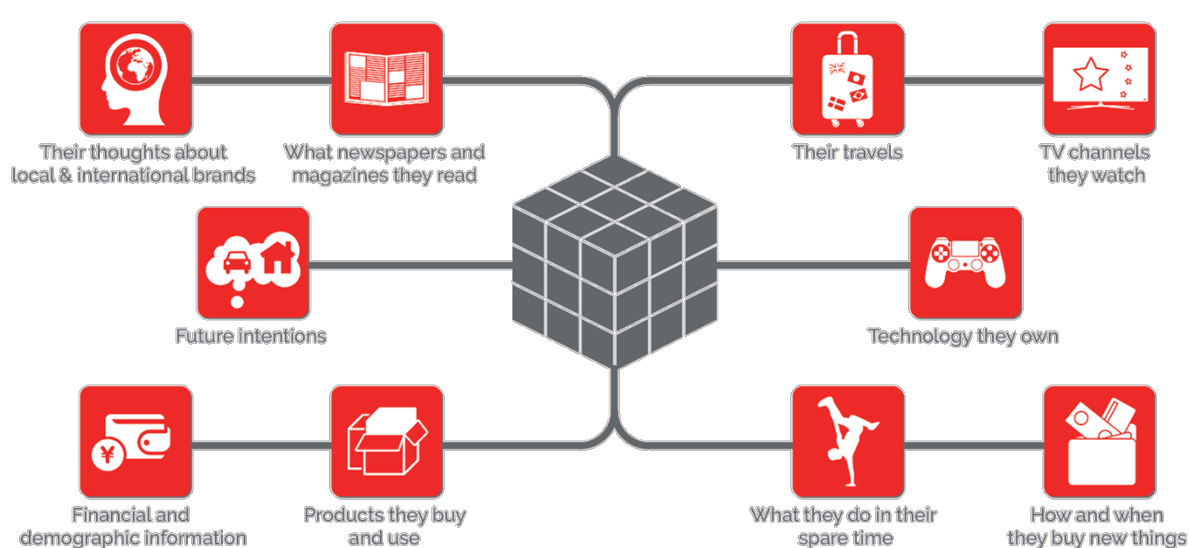 Their thoughts about
local & international brands
What newspapers and
magazines they read
Their travels
TV channels
they watch
Future intentions
Technology they own
¥
Financial and
demographic information
Products they buy
and use
What they do in their
spare time
How and when
they buy new things